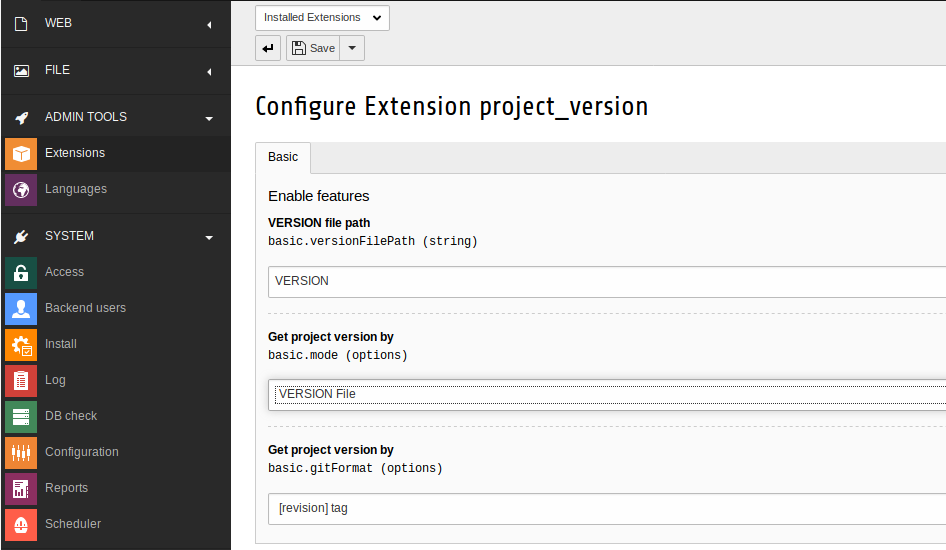 WEB
FILE
ADMIN TOOLS
Extensions
Languages
SYSTEM
Access
Backend users
Install
Log
DB check
Configuration
Reports
Scheduler
Installed Extensions
Save
Configure Extension project_version
Basic
Enable features
VERSION file path
basic.versionFilePath (string)
VERSION
Get project version by
basic.mode (options)
VERSION File
Get project version by
basic.gitFormat (options)
[revision] tag